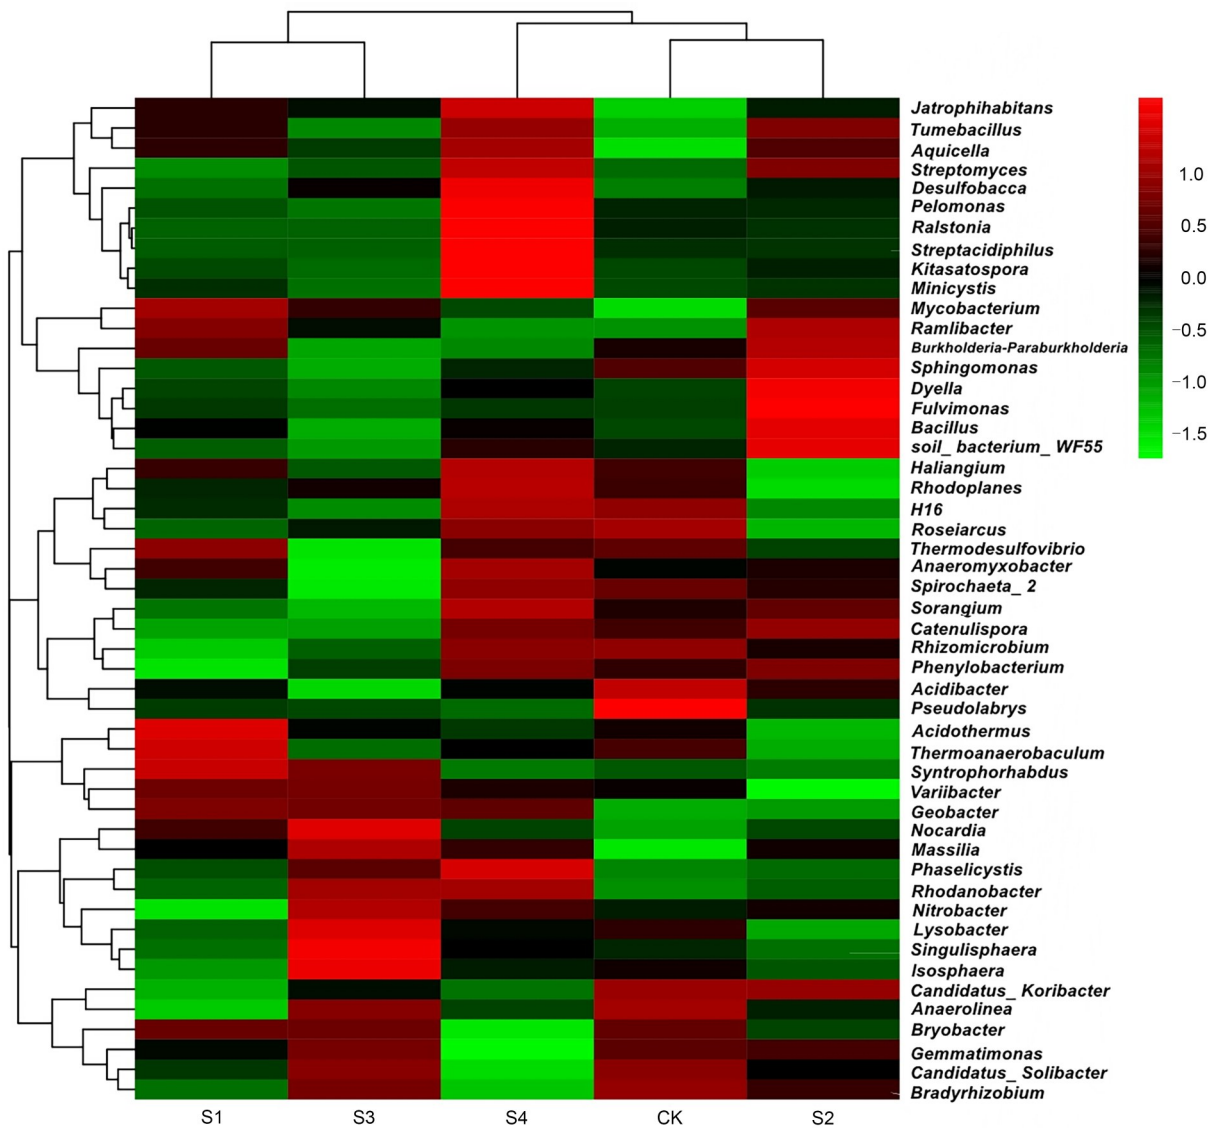 Jatrophihabitans
Tumebacillus
Aquicella
Streptomyces
Desulfobacca
Pelomonas
Ralstonia
Streptacidiphilus
Kitasatospora
Minicystis
Mycobacterium
Ramlibacter
Burkholderia-Paraburkholderia
Sphingomonas
Dyella
Fulvimonas
Bacillus
soil_ bacterium_ WF55
Haliangium
Rhodoplanes
H16
Roseiarcus
Thermodesulfovibrio
Anaeromyxobacter
Spirochaeta_ 2
Sorangium
Catenulispora
Rhizomicrobium
Phenylobacterium
Acidibacter
Pseudolabrys
Acidothermus
Thermoanaerobaculum
Syntrophorhabdus
Variibacter
Geobacter
Nocardia
Massilia
Phaselicystis
Rhodanobacter
Nitrobacter
Lysobacter
Singulisphaera
Isosphaera
Candidatus_ Koribacter
Anaerolinea
Bryobacter
Gemmatimonas
Candidatus_ Solibacter
Bradyrhizobium
1.0
0.5
0.0
−0.5
−1.0
−1.5
S1 S3 S4 CK S2